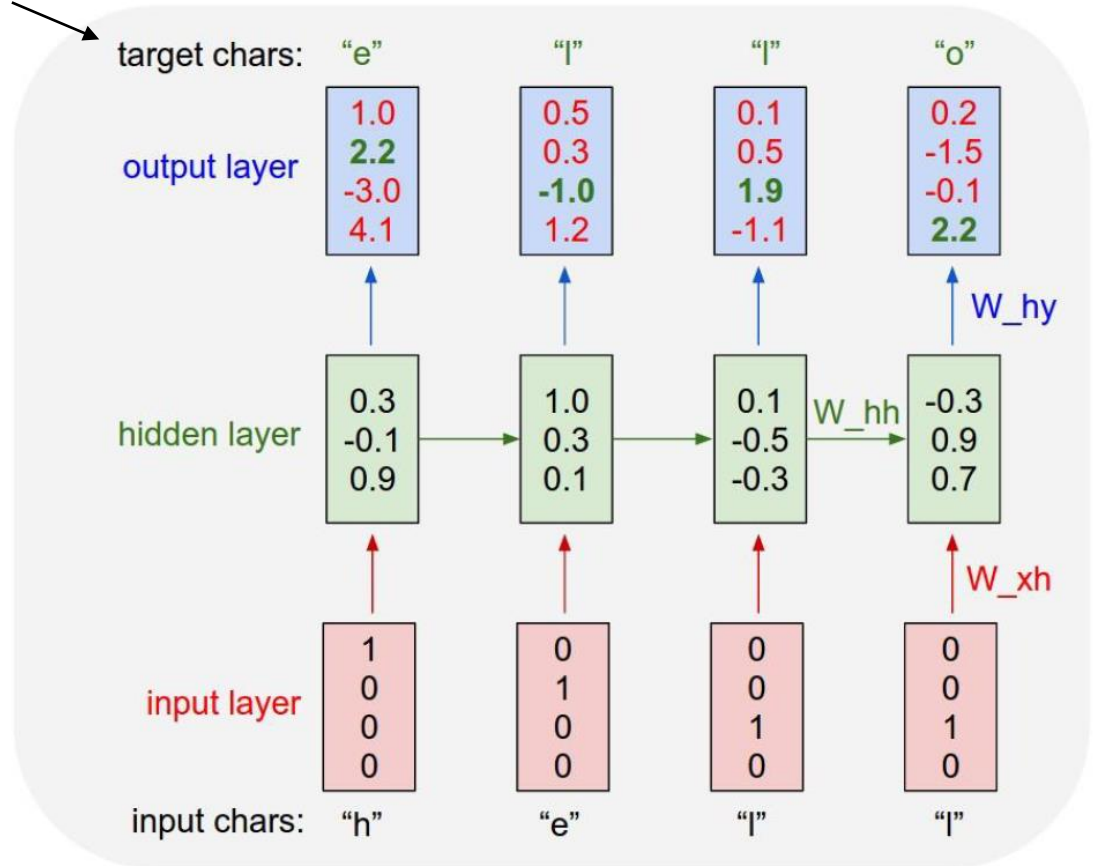 target chars: “e” “l” “l” “o”
1.0 0.5 0.1 0.2
2.2 0.3 0.5 -1.5
output layer
-3.0 -1.0 1.9 -0.1
4.1 1.2 -1.1 2.2
W_hy
0.3 1.0 0.1 W_hh -0.3
hidden layer -0.1 0.3 -0.5 0.9
0.9 0.1 -0.3 0.7
W_xh
1 0 0 0
0 1 0 0
input layer
0 0 1 1
0 0 0 0
input chars: “h” “e” “l” “l”